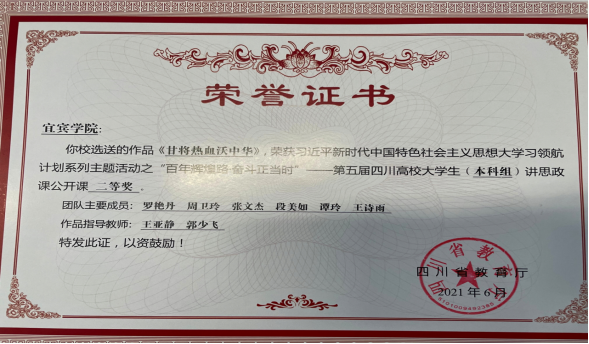 荣誉证书
宜宾学院：
你校选送的作品《甘将热血沃中华》，荣获习近平新时代中国特色社会主义思想大学习领航
计划系列主题活动之“百年辉煌路 奋斗正当时”——第五届四川高校大学生（本科组）讲思政
课公开课 二等奖 。
团队主要成员：罗艳丹 周卫玲 张文杰 段美如 谭玲 王诗雨
作品指导教师：王亚静 郭少飞
特发此证，以资鼓励！
四川省教育厅
2021年6月
四川省教育厅